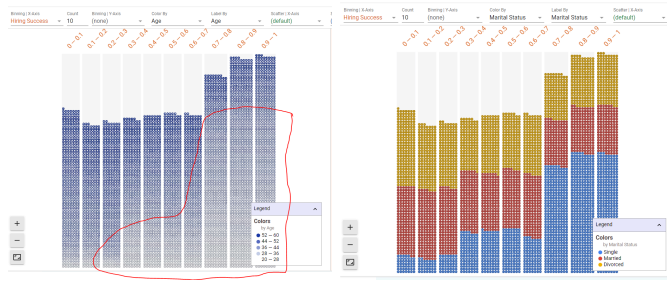 Binning | X-Axis Count Binning | Y-Axis Color By Label By Scatter | X-Axis
Hiring Success 10 (none) Age Age (default)
0 – 0.1 0.1 – 0.2 0.2 – 0.3 0.3 – 0.4 0.4 – 0.5 0.5 – 0.6 0.6 – 0.7 0.7 – 0.8 0.8 – 0.9 0.9 – 1
Legend
Colors
by Age
52 – 60
44 – 52
36 – 44
28 – 36
20 – 28
+
−
Binning | X-Axis Count Binning | Y-Axis Color By Label By Scatter | X-Axis
Hiring Success 10 (none) Marital Status Marital Status (default)
0 – 0.1 0.1 – 0.2 0.2 – 0.3 0.3 – 0.4 0.4 – 0.5 0.5 – 0.6 0.6 – 0.7 0.7 – 0.8 0.8 – 0.9 0.9 – 1
Legend
Colors
by Marital Status
Single
Married
Divorced
+
−